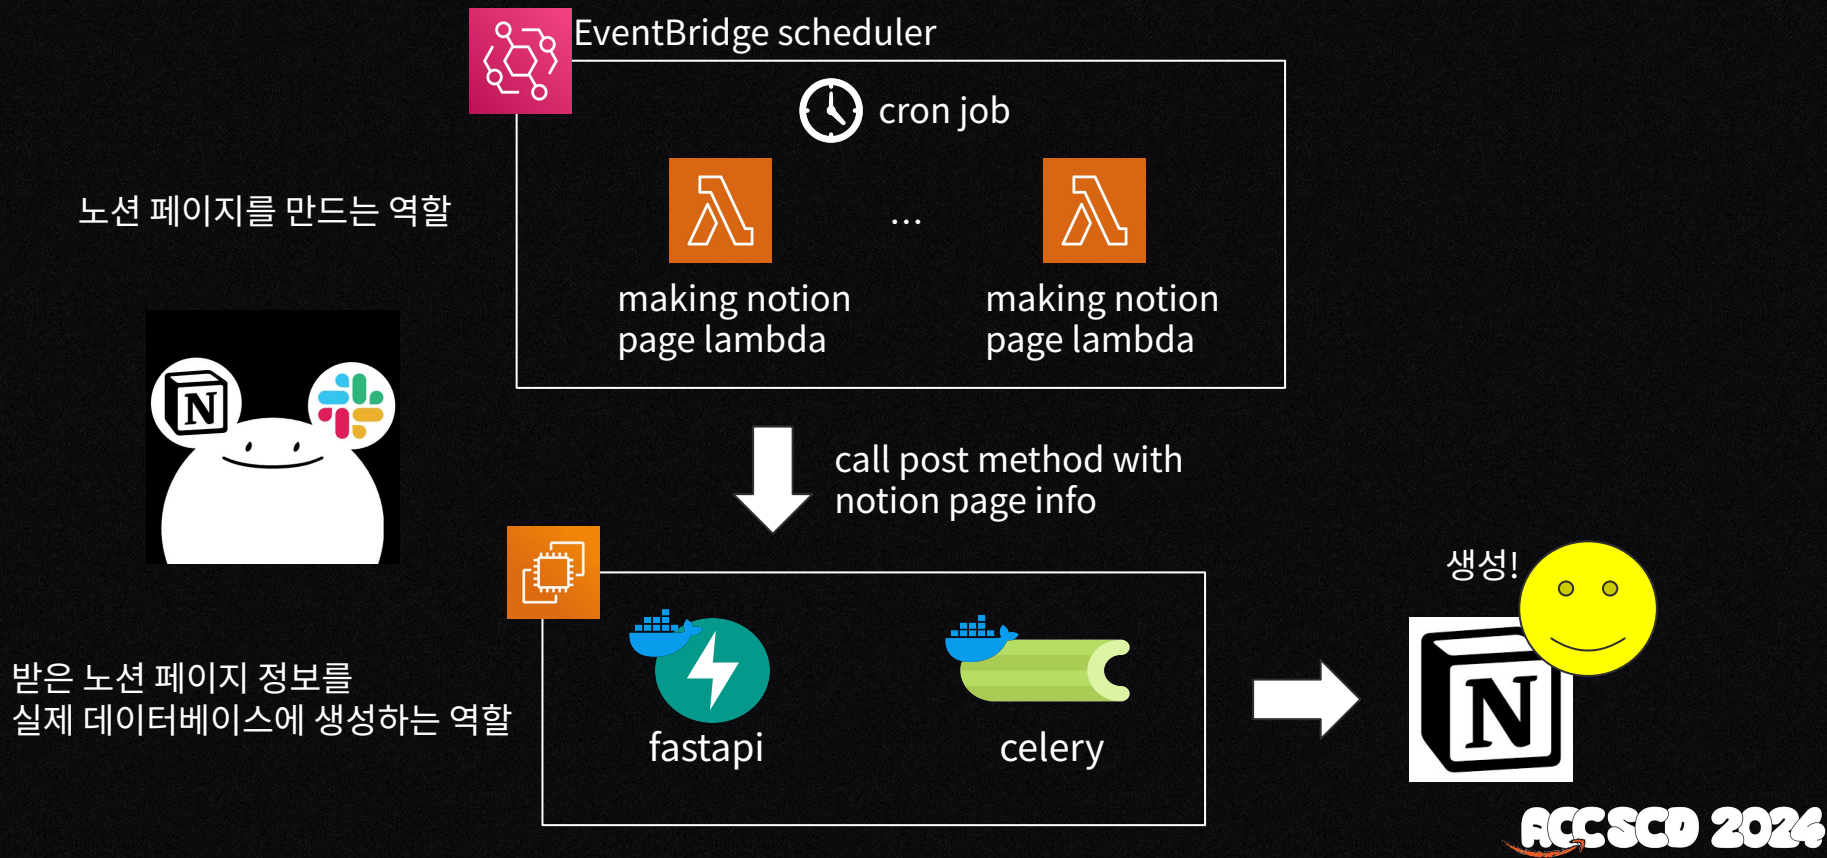 EventBridge scheduler
cron job
노션 페이지를 만드는 역할
...
making notion
page lambda
making notion
page lambda
N
call post method with
notion page info
생성!
받은 노션 페이지 정보를
실제 데이터베이스에 생성하는 역할
fastapi
celery
N
ACCSCD 2024